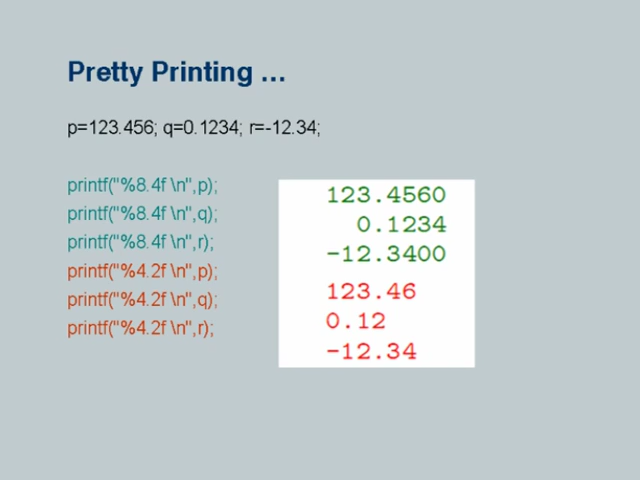 Pretty Printing ...
p=123.456; q=0.1234; r=-12.34;
printf("%8.4f \n",p);
printf("%8.4f \n",q);
printf("%8.4f \n",r);
printf("%4.2f \n",p);
printf("%4.2f \n",q);
printf("%4.2f \n",r);
123.4560
0.1234
-12.3400
123.46
0.12
-12.34